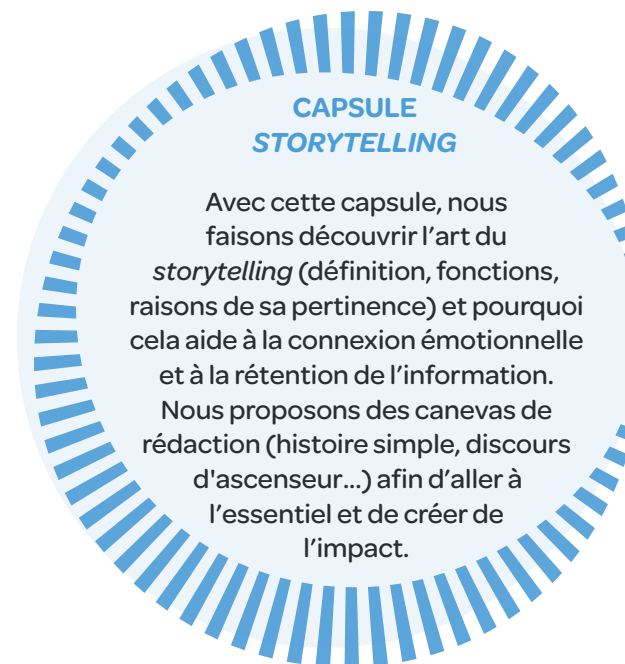 CAPSULE
STORYTELLING
Avec cette capsule, nous
faisons découvrir l’art du
storytelling (définition, fonctions,
raisons de sa pertinence) et pourquoi
cela aide à la connexion émotionnelle
et à la rétention de l’information.
Nous proposons des canevas de
rédaction (histoire simple, discours
d'ascenseur...) afin d’aller à
l’essentiel et de créer de
l’impact.